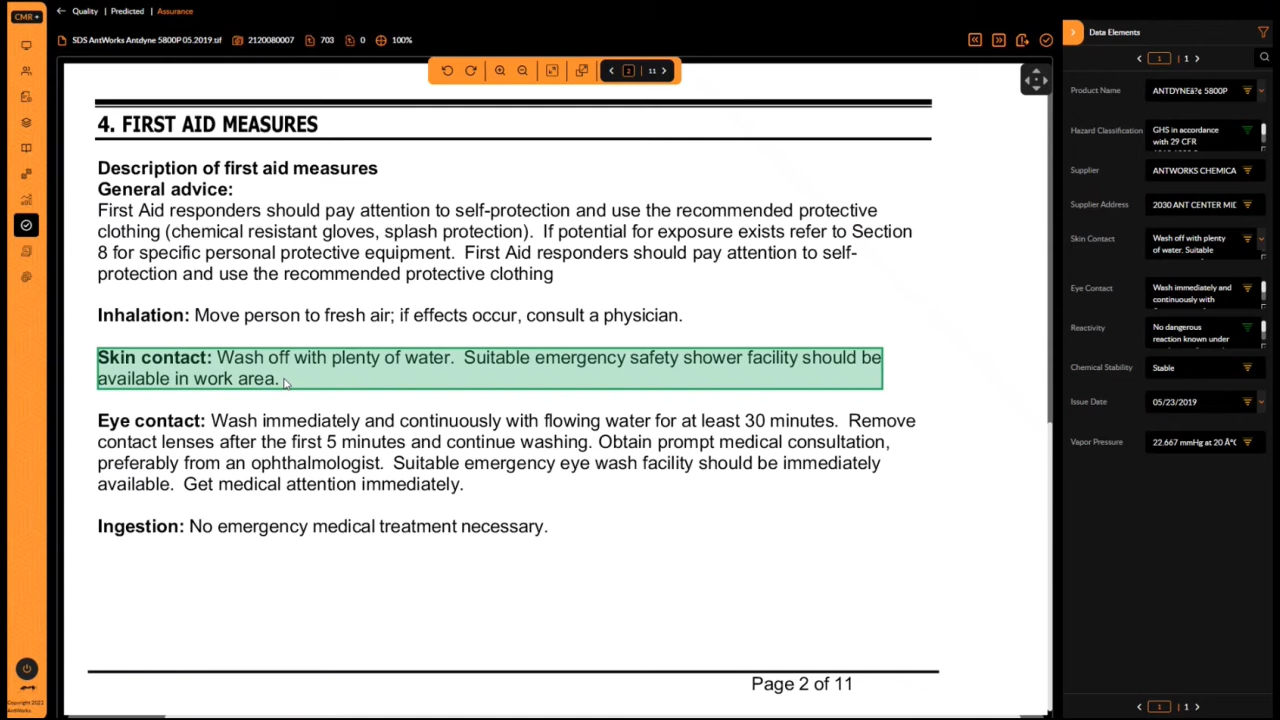 CMR +
Quality | Predicted | Assurance
SDS AntWorks Antdyne 5800P 05.2019.tif 2120080007 703 0 100%
2 | 11
4. FIRST AID MEASURES
Description of first aid measures
General advice:
First Aid responders should pay attention to self-protection and use the recommended protective
clothing (chemical resistant gloves, splash protection). If potential for exposure exists refer to Section
8 for specific personal protective equipment. First Aid responders should pay attention to self-
protection and use the recommended protective clothing
Inhalation: Move person to fresh air; if effects occur, consult a physician.
Skin contact: Wash off with plenty of water. Suitable emergency safety shower facility should be
available in work area.
Eye contact: Wash immediately and continuously with flowing water for at least 30 minutes. Remove
contact lenses after the first 5 minutes and continue washing. Obtain prompt medical consultation,
preferably from an ophthalmologist. Suitable emergency eye wash facility should be immediately
available. Get medical attention immediately.
Ingestion: No emergency medical treatment necessary.
Page 2 of 11
Data Elements
1 | 1
Product Name ANTDYNEâ?¢ 5800P
Hazard Classification GHS in accordance
with 29 CFR
Supplier ANTWORKS CHEMICA
Supplier Address 2030 ANT CENTER MID
Skin Contact Wash off with plenty
of water. Suitable
Eye Contact Wash immediately and
continuously with
Reactivity No dangerous
reaction known under
Chemical Stability Stable
Issue Date 05/23/2019
Vapor Pressure 22.667 mmHg at 20 Â°C
1 | 1
Copyright 2022
AntWorks